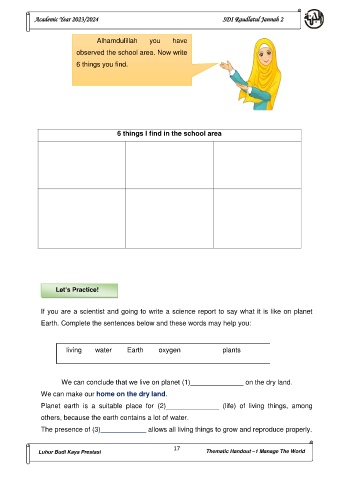 Academic Year 2023/2024 SDI Raudlatul Jannah 2
Alhamdulillah you have
observed the school area. Now write
6 things you find.
6 things I find in the school area
Let's Practice!
If you are a scientist and going to write a science report to say what it is like on planet
Earth. Complete the sentences below and these words may help you:
living water Earth oxygen plants
We can conclude that we live on planet (1)______________ on the dry land.
We can make our home on the dry land.
Planet earth is a suitable place for (2)______________ (life) of living things, among
others, because the earth contains a lot of water.
The presence of (3)____________ allows all living things to grow and reproduce properly.
Luhur Budi Kaya Prestasi 17 Thematic Handout – I Manage The World